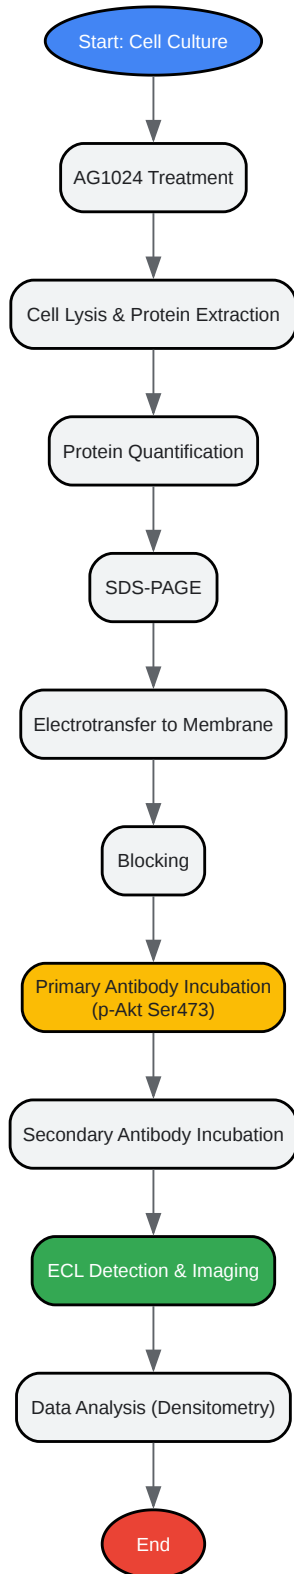 Start: Cell Culture
AG1024 Treatment
Cell Lysis & Protein Extraction
Protein Quantification
SDS-PAGE
Electrotransfer to Membrane
Blocking
Primary Antibody Incubation
(p-Akt Ser473)
Secondary Antibody Incubation
ECL Detection & Imaging
Data Analysis (Densitometry)
End